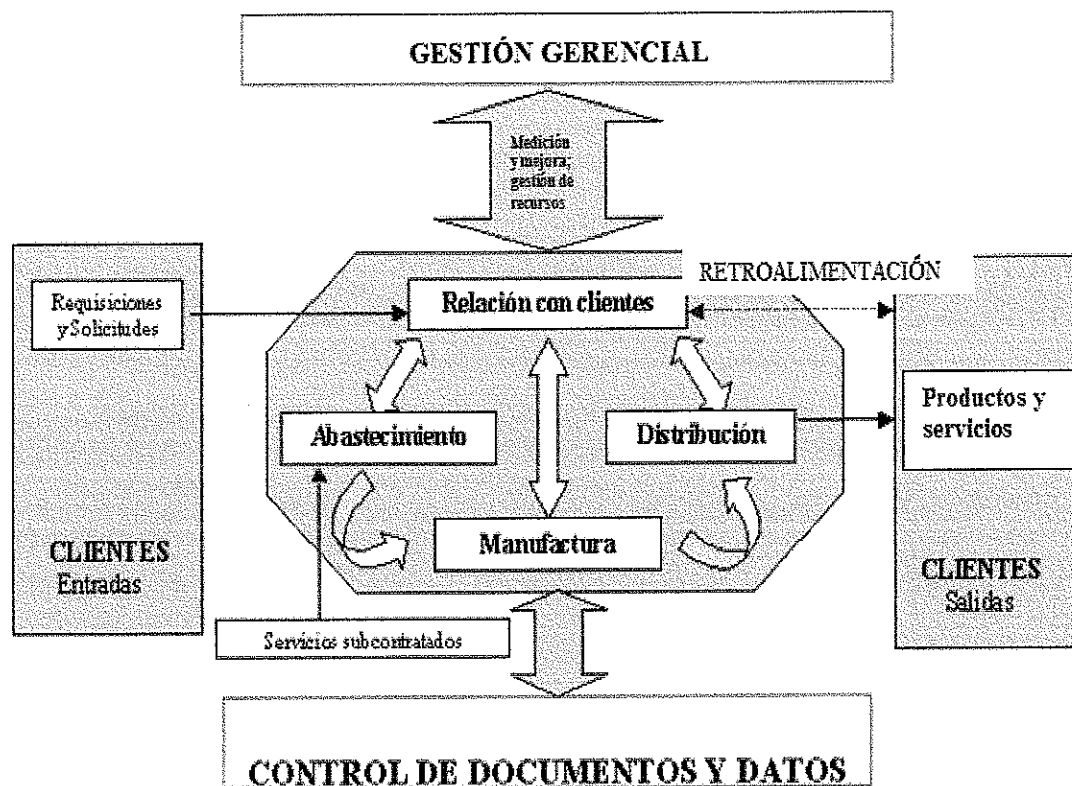 GESTIÓN GERENCIAL
Medición
y mejora;
gestión de
recursos
RETROALIMENTACIÓN
Requisiciones
y Solicitudes
Relación con clientes
Productos y
servicios
Abastecimiento
Distribución
Manufactura
CLIENTES
Entradas
CLIENTES
Salidas
Servicios subcontratados
CONTROL DE DOCUMENTOS Y DATOS